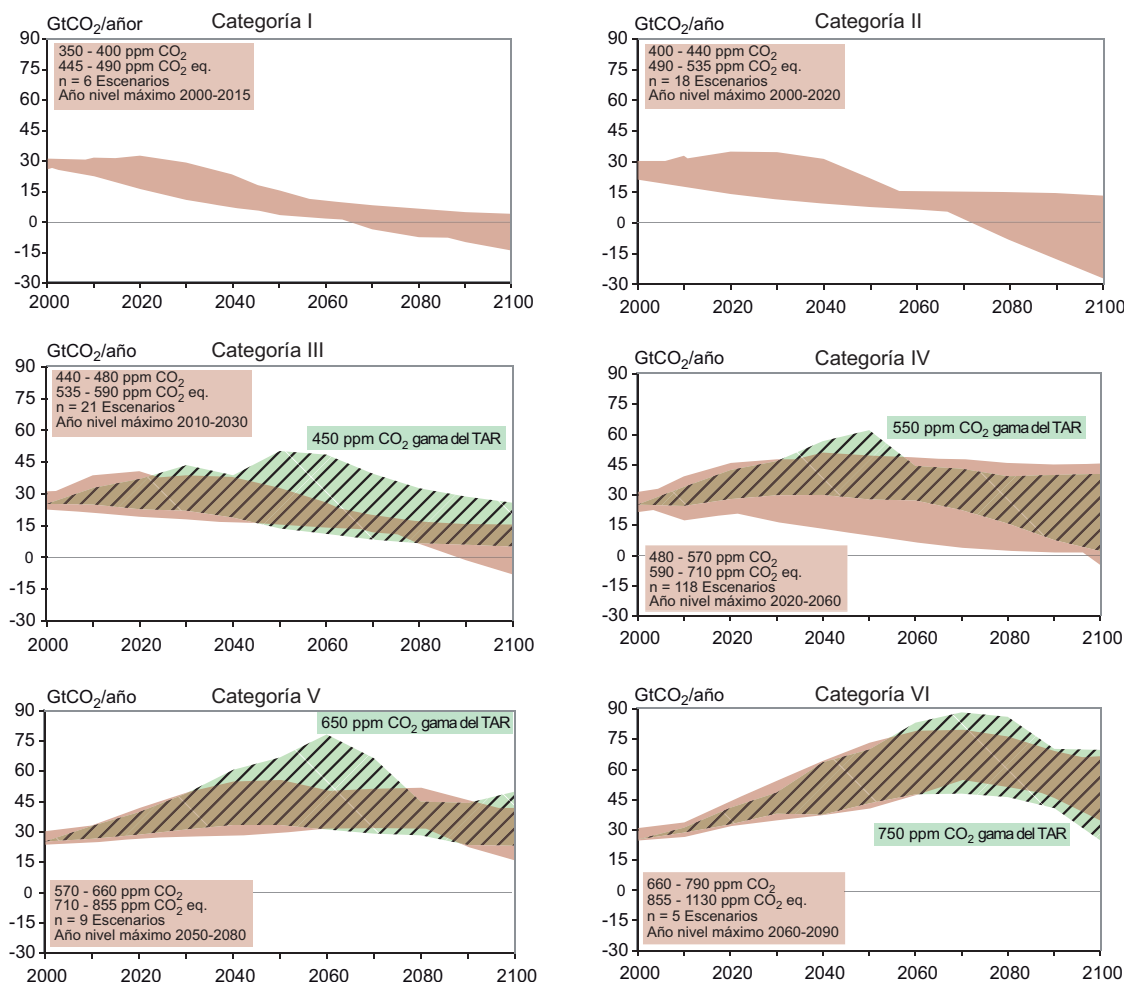 GtCO2/añor
Categoría I
90
75
60
45
30
15
0
-15
-30
350 - 400 ppm CO2
445 - 490 ppm CO2 eq.
n = 6 Escenarios
Año nivel máximo 2000-2015
2000 2020 2040 2060 2080 2100
GtCO2/año
Categoría II
90
75
60
45
30
15
0
-15
-30
400 - 440 ppm CO2
490 - 535 ppm CO2 eq.
n = 18 Escenarios
Año nivel máximo 2000-2020
2000 2020 2040 2060 2080 2100
GtCO2/año
Categoría III
90
75
60
45
30
15
0
-15
-30
440 - 480 ppm CO2
535 - 590 ppm CO2 eq.
n = 21 Escenarios
Año nivel máximo 2010-2030
450 ppm CO2 gama del TAR
2000 2020 2040 2060 2080 2100
GtCO2/año
Categoría IV
90
75
60
45
30
15
0
-15
-30
550 ppm CO2 gama del TAR
480 - 570 ppm CO2
590 - 710 ppm CO2 eq.
n = 118 Escenarios
Año nivel máximo 2020-2060
2000 2020 2040 2060 2080 2100
GtCO2/año
Categoría V
90
75
60
45
30
15
0
-15
-30
650 ppm CO2 gama del TAR
570 - 660 ppm CO2
710 - 855 ppm CO2 eq.
n = 9 Escenarios
Año nivel máximo 2050-2080
2000 2020 2040 2060 2080 2100
GtCO2/año
Categoría VI
90
75
60
45
30
15
0
-15
-30
750 ppm CO2 gama del TAR
660 - 790 ppm CO2
855 - 1130 ppm CO2 eq.
n = 5 Escenarios
Año nivel máximo 2060-2090
2000 2020 2040 2060 2080 2100